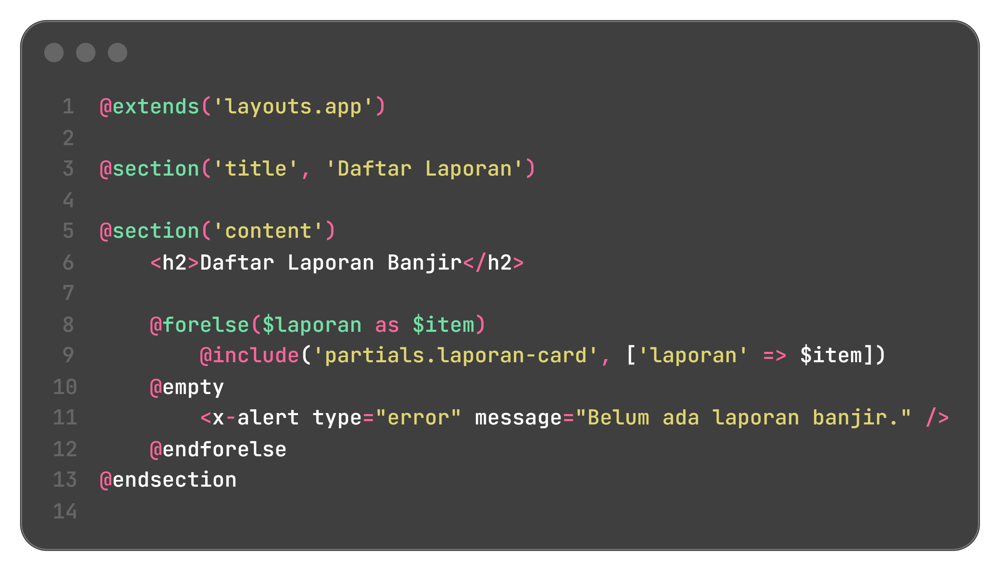 1 @extends('layouts.app')
2
3 @section('title', 'Daftar Laporan')
4
5 @section('content')
6     <h2>Daftar Laporan Banjir</h2>
7
8     @forelse($laporan as $item)
9         @include('partials.laporan-card', ['laporan' => $item])
10     @empty
11         <x-alert type="error" message="Belum ada laporan banjir." />
12     @endforelse
13 @endsection
14